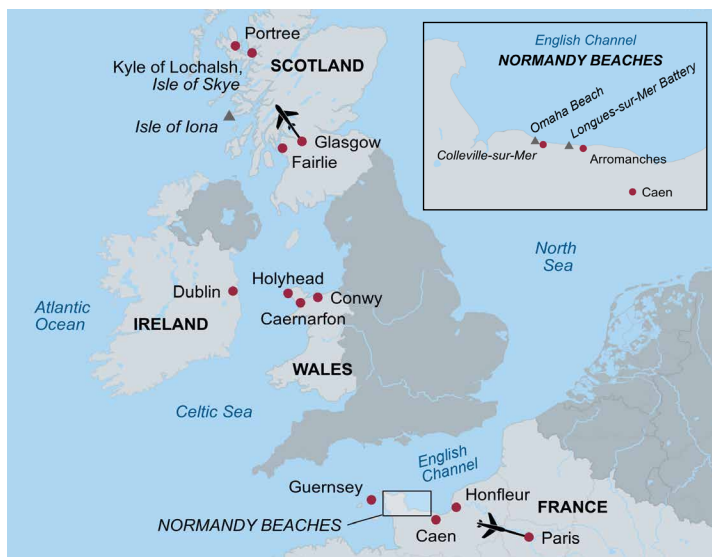 Portree
Kyle of Lochalsh,
Isle of Skye
SCOTLAND
Isle of Iona
Glasgow
Fairlie
English Channel
NORMANDY BEACHES
Omaha Beach
Longues-sur-Mer Battery
Colleville-sur-Mer
Arromanches
Caen
North
Sea
Atlantic
Ocean
Dublin
IRELAND
Holyhead
Conwy
Caernarfon
WALES
Celtic Sea
English
Channel
Guernsey
NORMANDY BEACHES
Honfleur
Caen
FRANCE
Paris